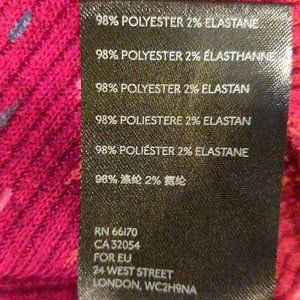 98% POLYESTER 2% ELASTANE
98% POLYESTER 2% ÉLASTHANNE
98% POLYESTER 2% ELASTAN
98% POLIESTERE 2% ELASTAN
98% POLIÉSTER 2% ELASTANE
98% 涤纶 2% 氨纶
RN 66170
CA 32054
FOR EU
24 WEST STREET
LONDON, WC2H9NA